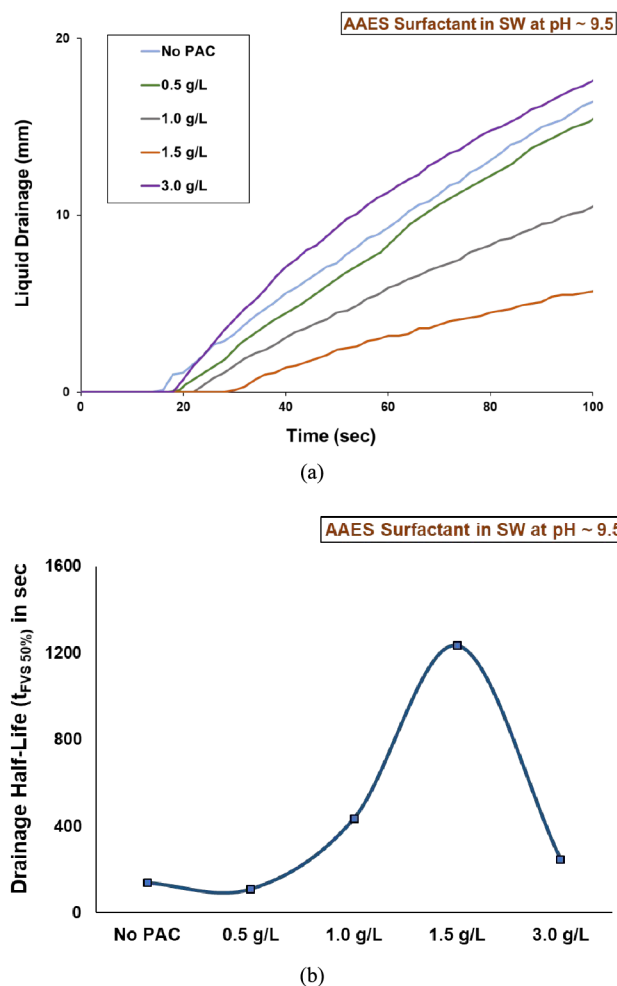 AAES Surfactant in SW at pH ~ 9.5
20
No PAC
0.5 g/L
1.0 g/L
1.5 g/L
3.0 g/L
Liquid Drainage (mm)
10
0
0 20 40 60 80 100
Time (sec)
(a)
AAES Surfactant in SW at pH ~ 9.5
1600
1200
800
400
0
Drainage Half-Life (tFVS 50%) in sec
No PAC 0.5 g/L 1.0 g/L 1.5 g/L 3.0 g/L
(b)